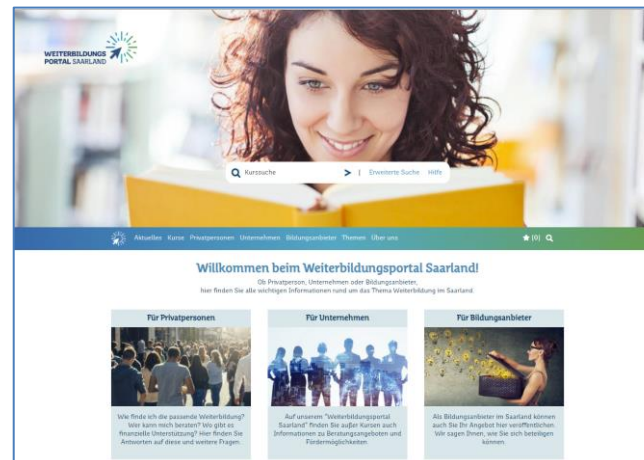 WEITERBILDUNGS
PORTAL SAARLAND
Kurssuche > | Erweiterte Suche Hilfe
Aktuelles Kurse Privatpersonen Unternehmen Bildungsanbieter Themen Über uns (0)
Willkommen beim Weiterbildungsportal Saarland!
Ob Privatperson, Unternehmen oder Bildungsanbieter,
hier finden Sie alle wichtigen Informationen rund um das Thema Weiterbildung im Saarland.
Für Privatpersonen
Wie finde ich die passende Weiterbildung?
Wer kann mich beraten? Wo gibt es
finanzielle Unterstützung? Hier finden Sie
Antworten auf diese und weitere Fragen.
Für Unternehmen
Auf unserem "Weiterbildungsportal
Saarland" finden Sie außer Kursen auch
Informationen zu Beratungsangeboten und
Fördermöglichkeiten.
Für Bildungsanbieter
Als Bildungsanbieter im Saarland können
auch Sie Ihr Angebot hier veröffentlichen.
Wir sagen Ihnen, wie Sie sich beteiligen
können.